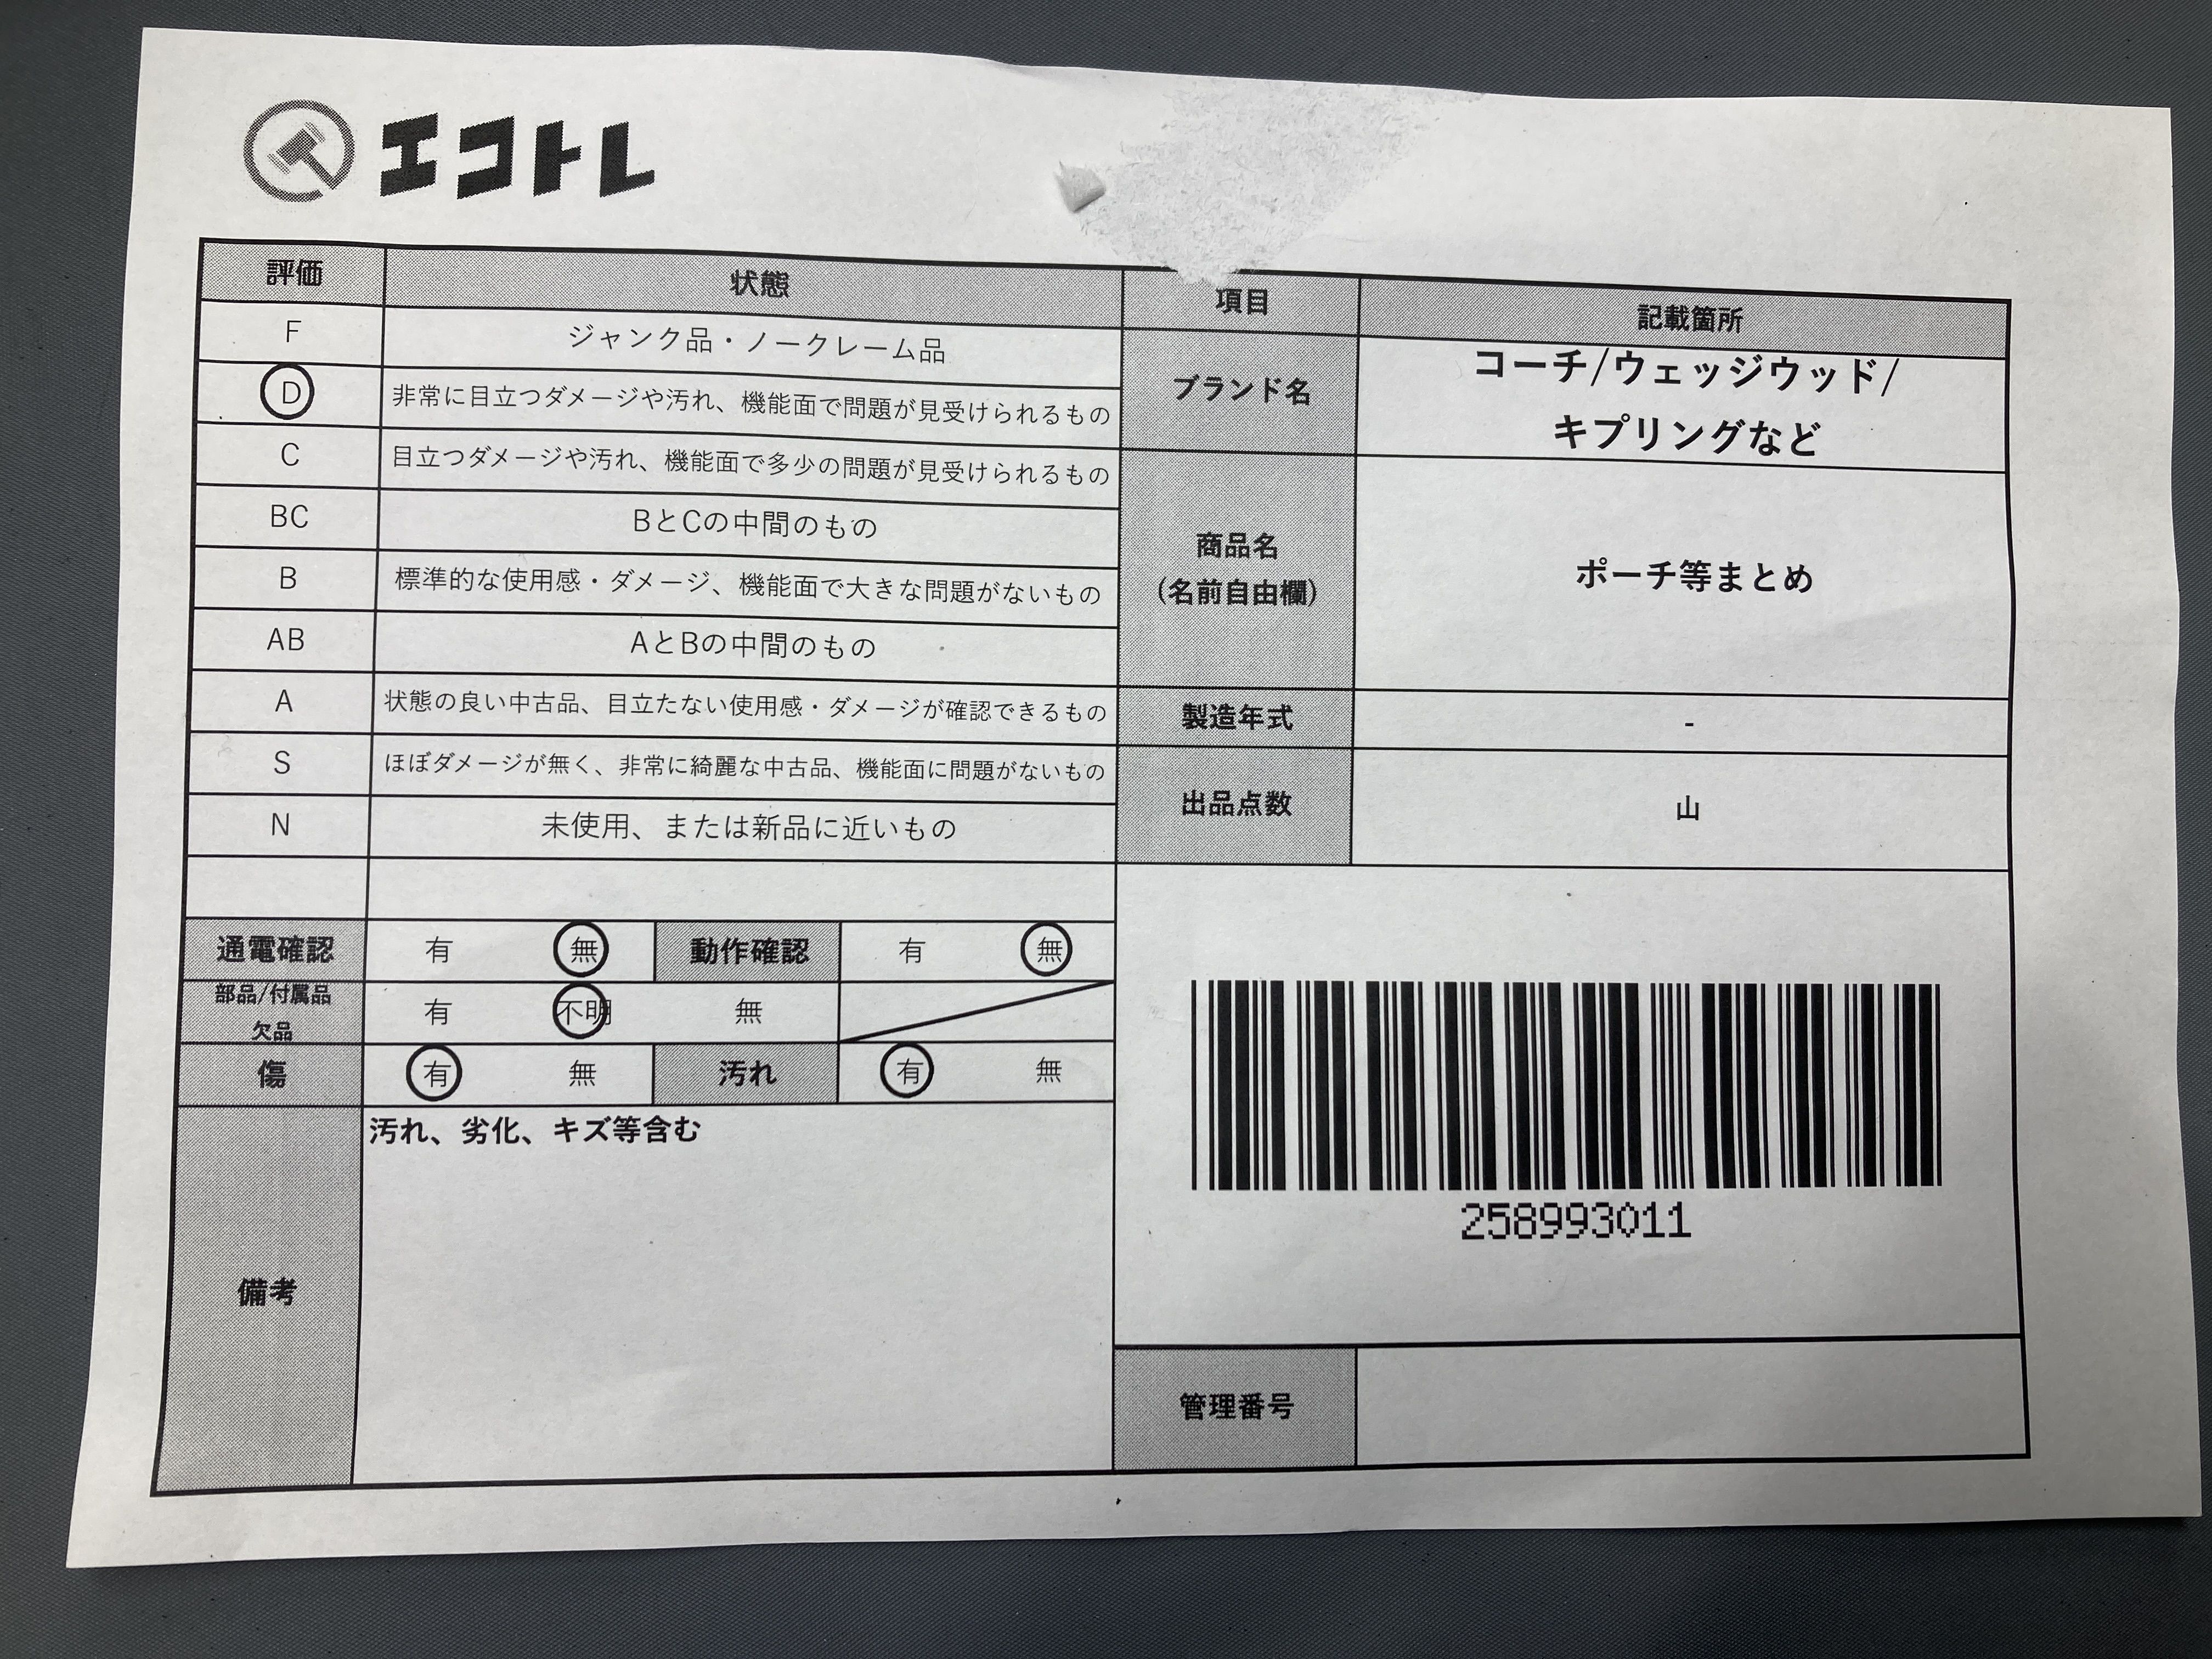 エコトレ
評価 状態
F ジャンク品・ノークレーム品
D 非常に目立つダメージや汚れ、機能面で問題が見受けられるもの
C 目立つダメージや汚れ、機能面で多少の問題が見受けられるもの
BC BとCの中間のもの
B 標準的な使用感・ダメージ、機能面で大きな問題がないもの
AB AとBの中間のもの
A 状態の良い中古品、目立たない使用感・ダメージが確認できるもの
S ほぼダメージが無く、非常に綺麗な中古品、機能面に問題がないもの
N 未使用、または新品に近いもの
通電確認 有 無 動作確認 有 無
部品/付属品
欠品
有 不明 無
傷 有 無 汚れ 有 無
備考
汚れ、劣化、キズ等含む
項目 記載箇所
ブランド名
コーチ/ウェッジウッド/
キプリングなど
商品名
(名前自由欄)
ポーチ等まとめ
製造年式 -
出品点数 山
258993011
管理番号